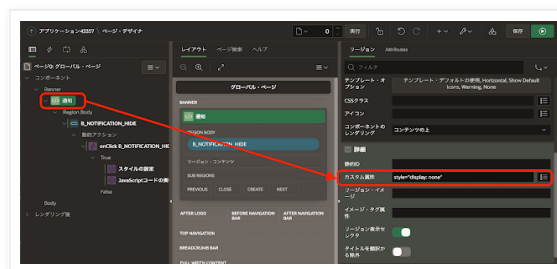 アプリケーション43357 \ ページ・デザイナ
0
実行
保存
レイアウト
ページ検索
ヘルプ
リージョン
Attributes
ページ0: グローバル・ページ
コンポーネント
Banner
通知
Region Body
B_NOTIFICATION_HIDE
動的アクション
onClick B_NOTIFICATION_HIDE
True
スタイルの設定
JavaScriptコードの実
False
Body
レンダリング後
グローバル・ページ
BANNER
通知
REGION BODY
B_NOTIFICATION_HIDE
リージョン・コンテンツ
SUB REGIONS
PREVIOUS
CLOSE
CREATE
NEXT
AFTER LOGO
BEFORE NAVIGATION BAR
AFTER NAVIGATION BAR
TOP NAVIGATION
BREADCRUMB BAR
FULL WIDTH CONTENT
フィルタ
テンプレート・オプション
テンプレート・デフォルトの使用, Horizontal, Show Default Icons, Warning, None
CSSクラス
アイコン
コンポーネントのレンダリング
コンテンツの上
詳細
静的ID
カスタム属性
style="display: none"
リージョン・イメージ
イメージ・タグ属性
リージョン表示セレクタ
タイトルを翻訳から除外